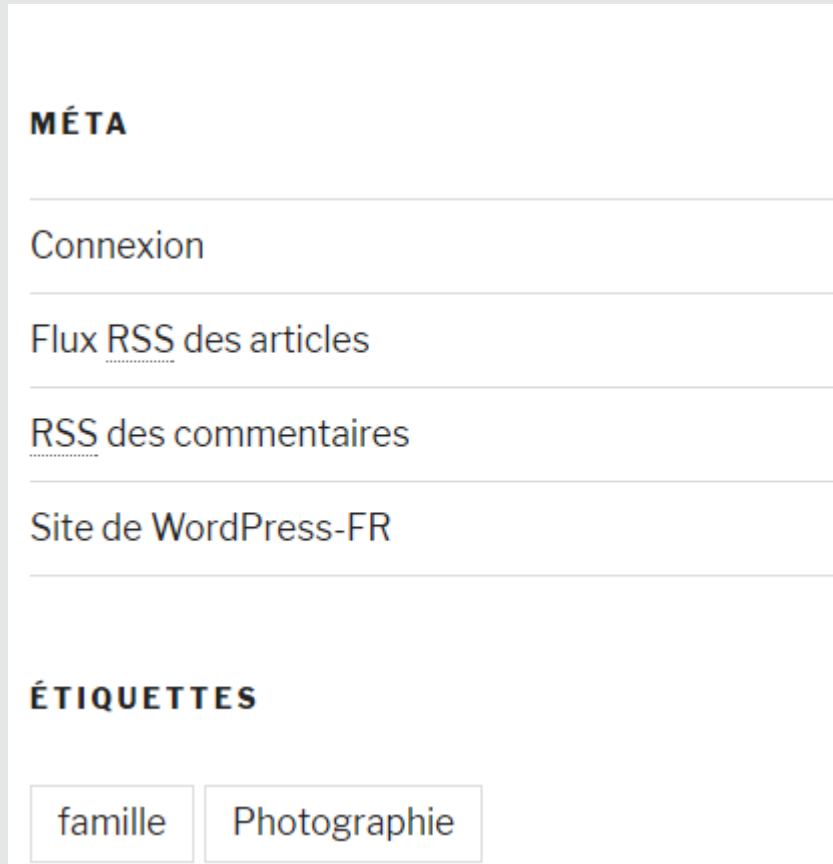 MÉTA
Connexion
Flux RSS des articles
RSS des commentaires
Site de WordPress-FR
ÉTIQUETTES
famille Photographie